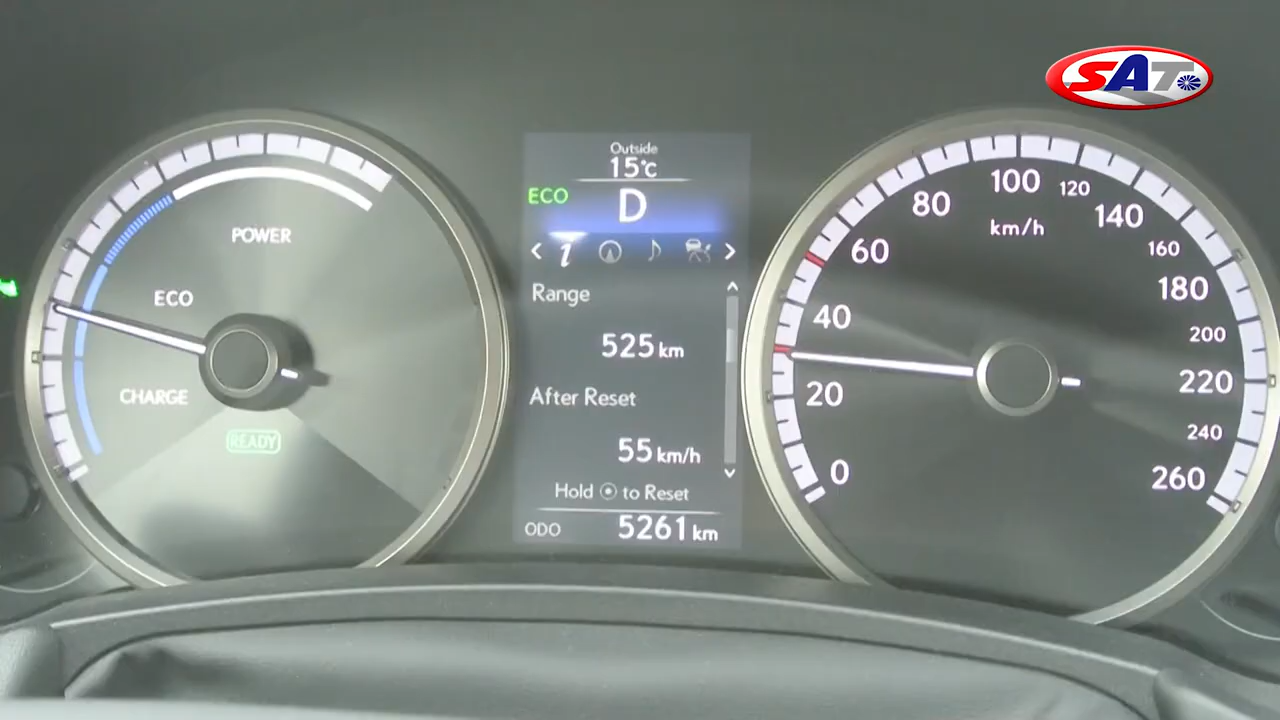 SAT
POWER
ECO
CHARGE
READY
Outside
15°C
ECO
D
Range
525 km
After Reset
55 km/h
Hold to Reset
ODO 5261 km
0
20
40
60
80
100
120
140
160
180
200
220
240
260
km/h